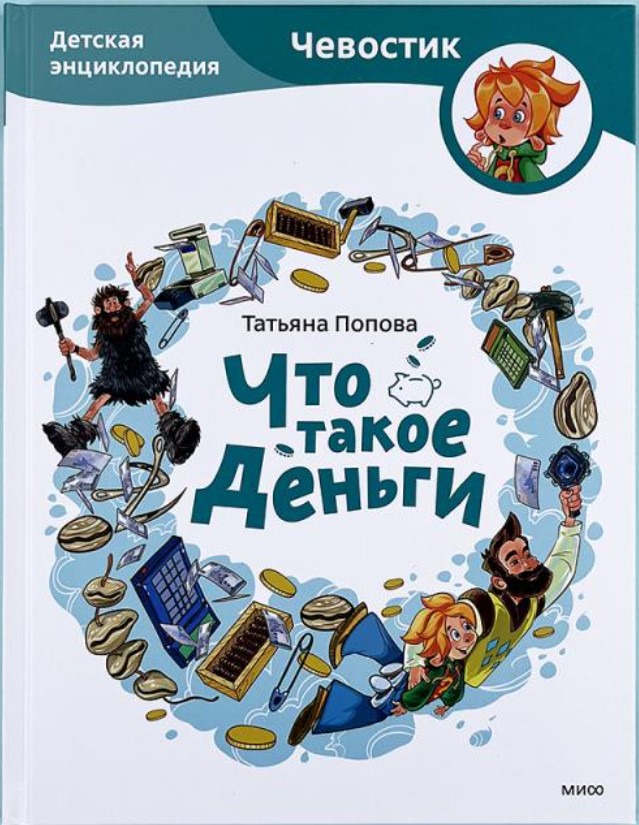 Детская
энциклопедия
Чевостик
Татьяна Попова
Что
такое
Деньги
МИФ